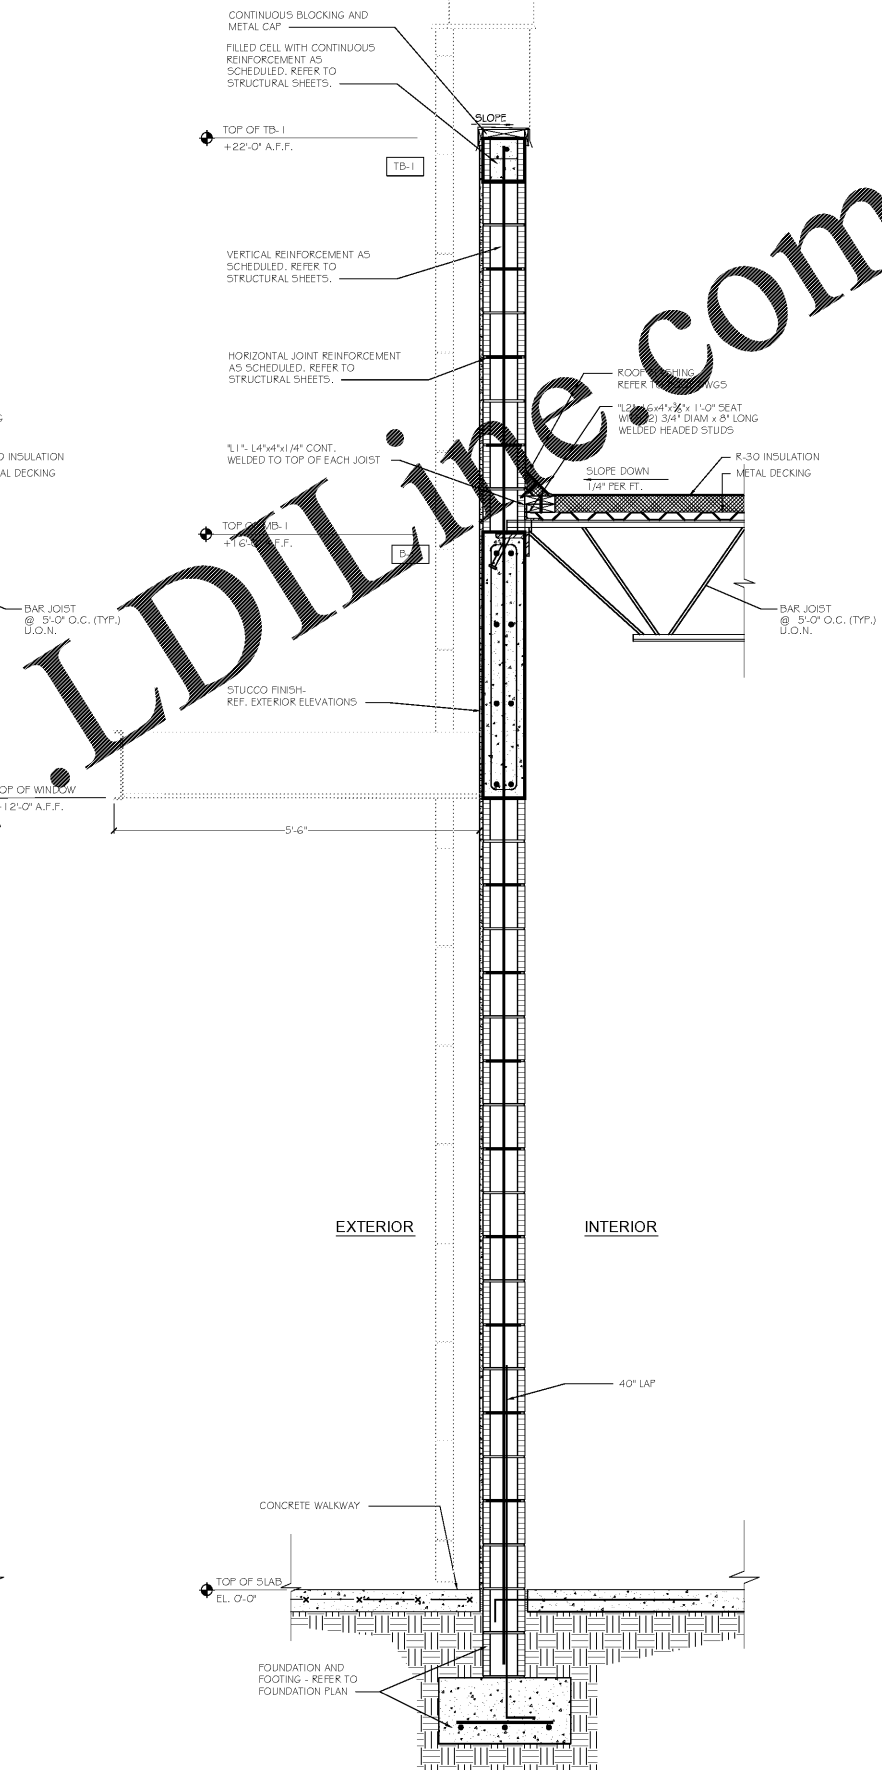 CONTINUOUS BLOCKING AND
METAL CAP
FILLED CELL WITH CONTINUOUS
REINFORCEMENT AS
SCHEDULED. REFER TO
STRUCTURAL SHEETS.
SLOPE
TOP OF TB-1
+22'-0" A.F.F.
TB-1
VERTICAL REINFORCEMENT AS
SCHEDULED. REFER TO
STRUCTURAL SHEETS.
HORIZONTAL JOINT REINFORCEMENT
AS SCHEDULED. REFER TO
STRUCTURAL SHEETS.
ROOF
REFER
"L1"- L4"x4"x1/4" CONT.
WELDED TO TOP OF EACH JOIST
1'-0" SEAT
3/4" DIAM x 8" LONG
WELDED HEADED STUDS
SLOPE DOWN
1/4" PER FT.
R-30 INSULATION
METAL DECKING
INSULATION
DECKING
TOP
A.F.F.
BAR JOIST
@ 5'-0" O.C. (TYP.)
U.O.N.
BAR JOIST
@ 5'-0" O.C. (TYP.)
U.O.N.
STUCCO FINISH-
REF. EXTERIOR ELEVATIONS
OF WINDOW
12'-0" A.F.F.
5'-6"
.LDILine.com
EXTERIOR
INTERIOR
40" LAP
CONCRETE WALKWAY
TOP OF SLAB
EL. 0'-0"
FOUNDATION AND
FOOTING - REFER TO
FOUNDATION PLAN